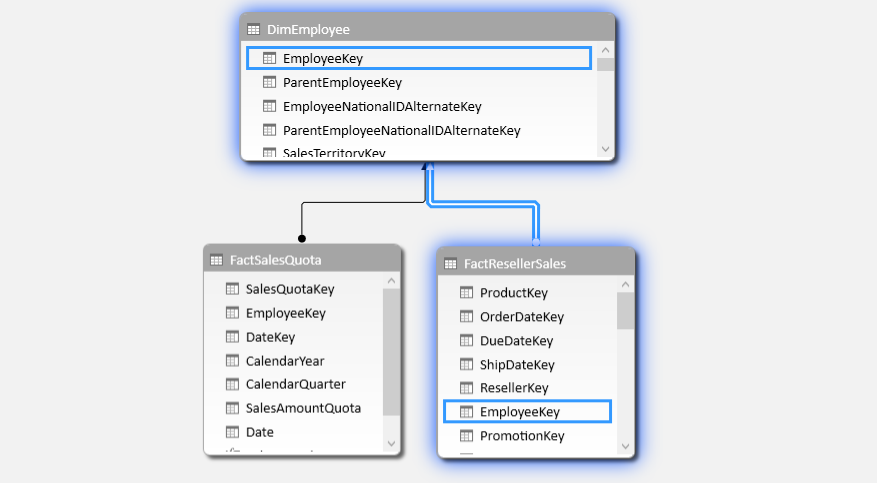 DimEmployee
EmployeeKey
ParentEmployeeKey
EmployeeNationalIDAlternateKey
ParentEmployeeNationalIDAlternateKey
SalesTerritoryKey
FactSalesQuota
SalesQuotaKey
EmployeeKey
DateKey
CalendarYear
CalendarQuarter
SalesAmountQuota
Date
FactResellerSales
ProductKey
OrderDateKey
DueDateKey
ShipDateKey
ResellerKey
EmployeeKey
PromotionKey